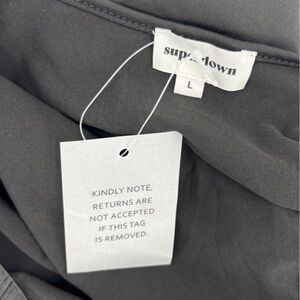 superdown
L
KINDLY NOTE,
RETURNS ARE
NOT ACCEPTED
IF THIS TAG
IS REMOVED.